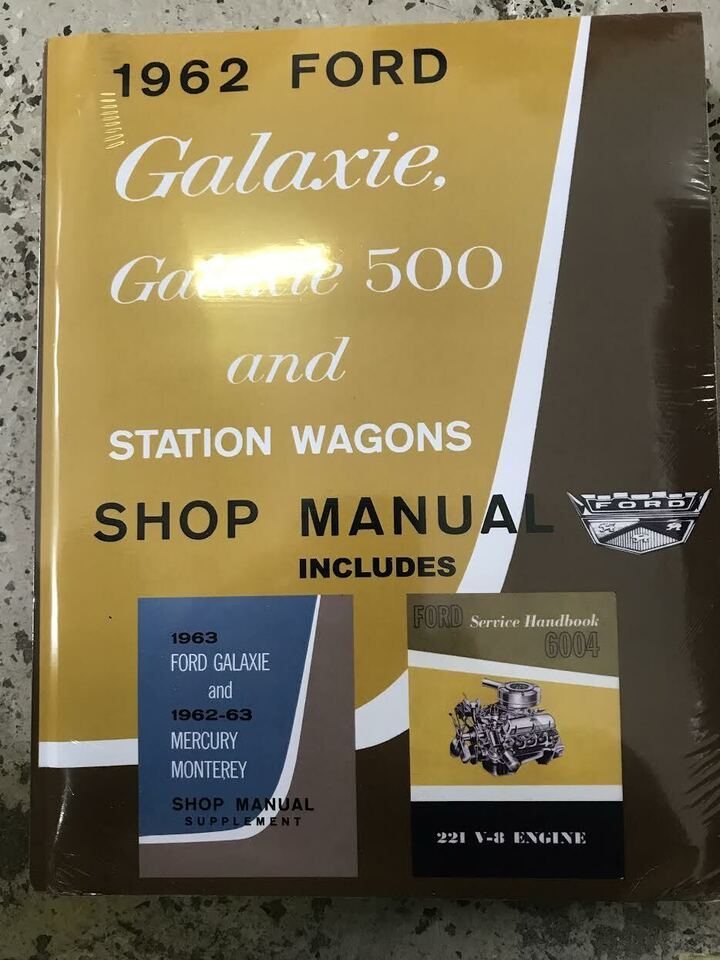 1962 FORD
Galaxie,
Galaxie 500
and
STATION WAGONS
SHOP MANUAL
FORD
INCLUDES
1963
FORD GALAXIE
and
1962-63
MERCURY
MONTEREY
SHOP MANUAL
SUPPLEMENT
FORD Service Handbook
6004
221 V-8 ENGINE